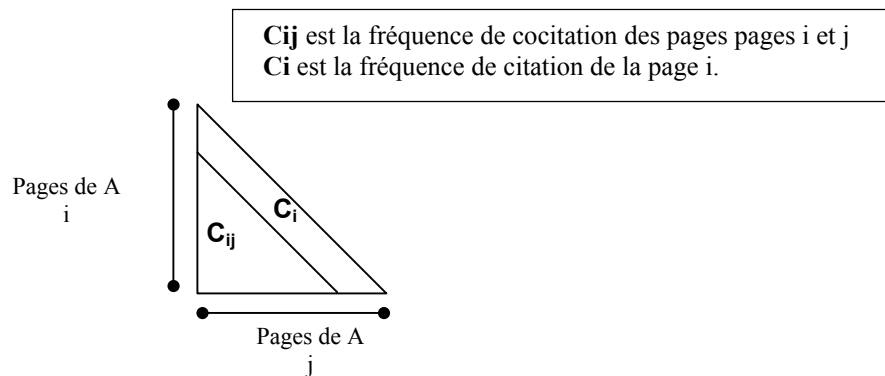 Cij est la fréquence de cocitation des pages pages i et j
Ci est la fréquence de citation de la page i.
Pages de A
i
Ci
Cij
Pages de A
j